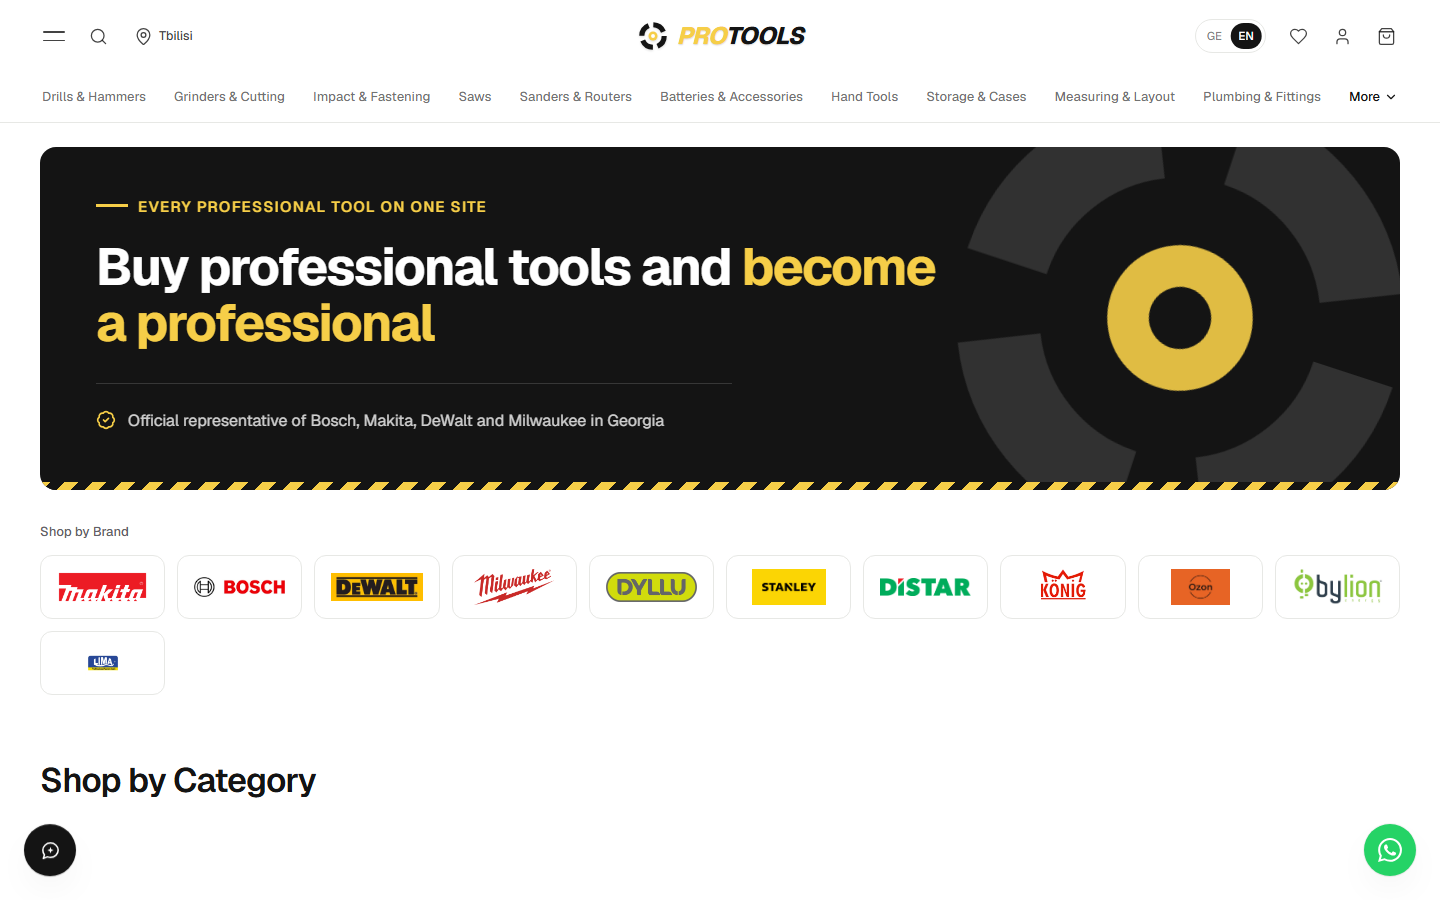 Tbilisi
PROTOOLS
GE EN
Drills & Hammers
Grinders & Cutting
Impact & Fastening
Saws
Sanders & Routers
Batteries & Accessories
Hand Tools
Storage & Cases
Measuring & Layout
Plumbing & Fittings
More
EVERY PROFESSIONAL TOOL ON ONE SITE
Buy professional tools and become
a professional
Official representative of Bosch, Makita, DeWalt and Milwaukee in Georgia
Shop by Brand
makita
BOSCH
DEWALT
Milwaukee
DYLLU
STANLEY
DiSTAR
KÖNIG
Ozon
bylion
LIMA
Shop by Category